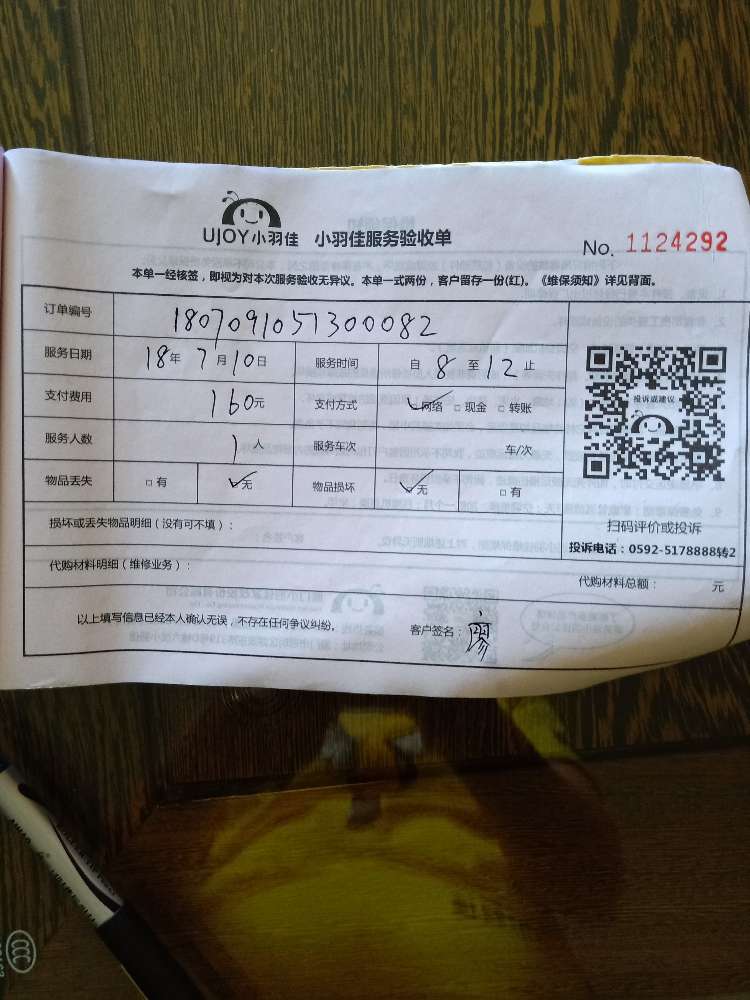 UJOY小羽佳 小羽佳服务验收单
No. 1124292
本单一经核签，即视为对本次服务验收无异议。本单一式两份，客户留存一份(红)。《维保须知》详见背面。
订单编号 1807091051300082
服务日期 18年7月10日 服务时间 自8至12止
支付费用 160元 支付方式 ✓网络 □现金 □转账
服务人数 1人 服务车次 车/次
物品丢失 □有 ✓无 物品损坏 ✓无 □有
投诉或建议
扫码评价或投诉
投诉电话：0592-5178888转2
损坏或丢失物品明细（没有可不填）：
代购材料明细（维修业务）：
代购材料总额： 元
以上填写信息已经本人确认无误，不存在任何争议纠纷。 客户签名：廖